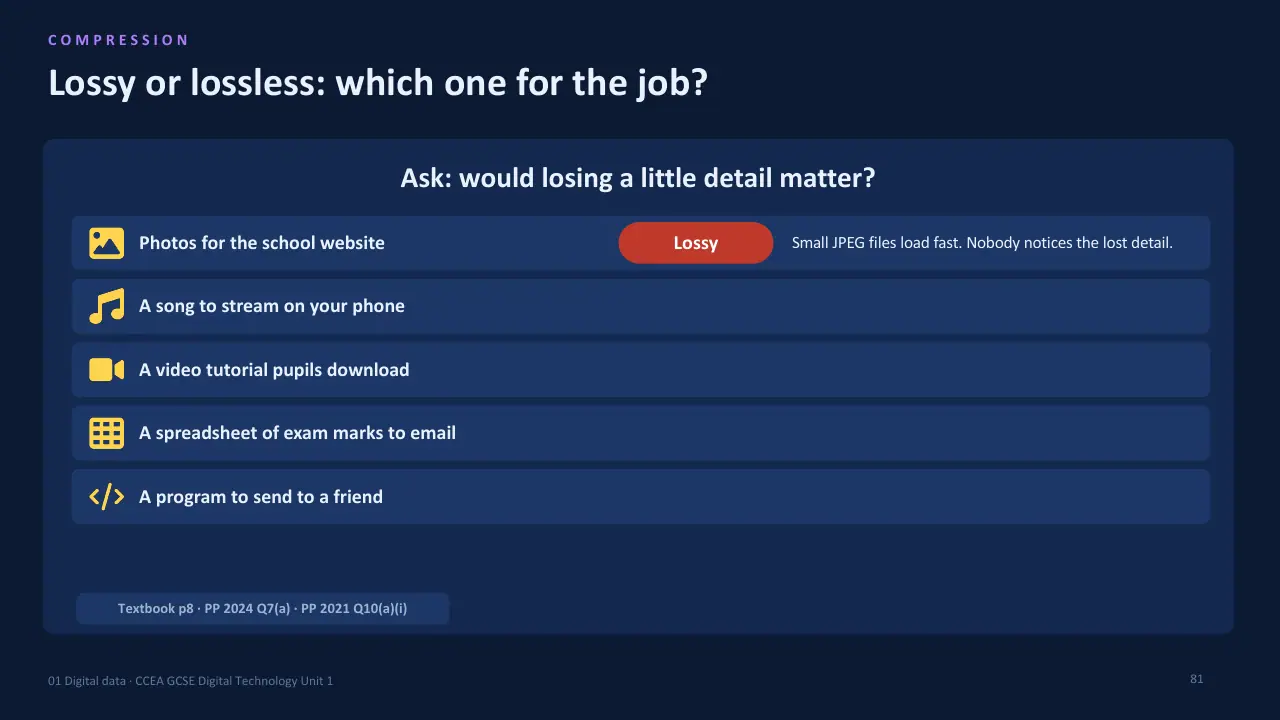 COMPRESSION
Lossy or lossless: which one for the job?
Ask: would losing a little detail matter?
Photos for the school website
Lossy
Small JPEG files load fast. Nobody notices the lost detail.
A song to stream on your phone
A video tutorial pupils download
A spreadsheet of exam marks to email
A program to send to a friend
Textbook p8 · PP 2024 Q7(a) · PP 2021 Q10(a)(i)
01 Digital data · CCEA GCSE Digital Technology Unit 1
81